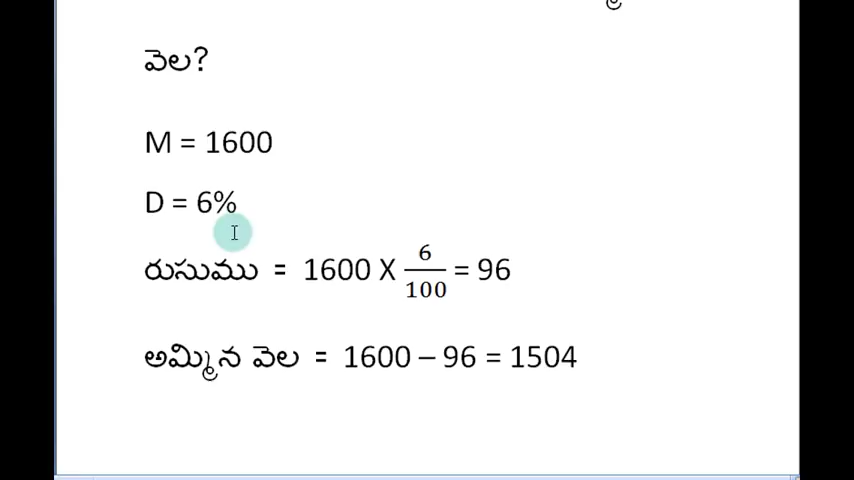 వెల?
M = 1600
D = 6%
రుసుము = 1600 X 6/100 = 96
అమ్మిన వెల = 1600 – 96 = 1504